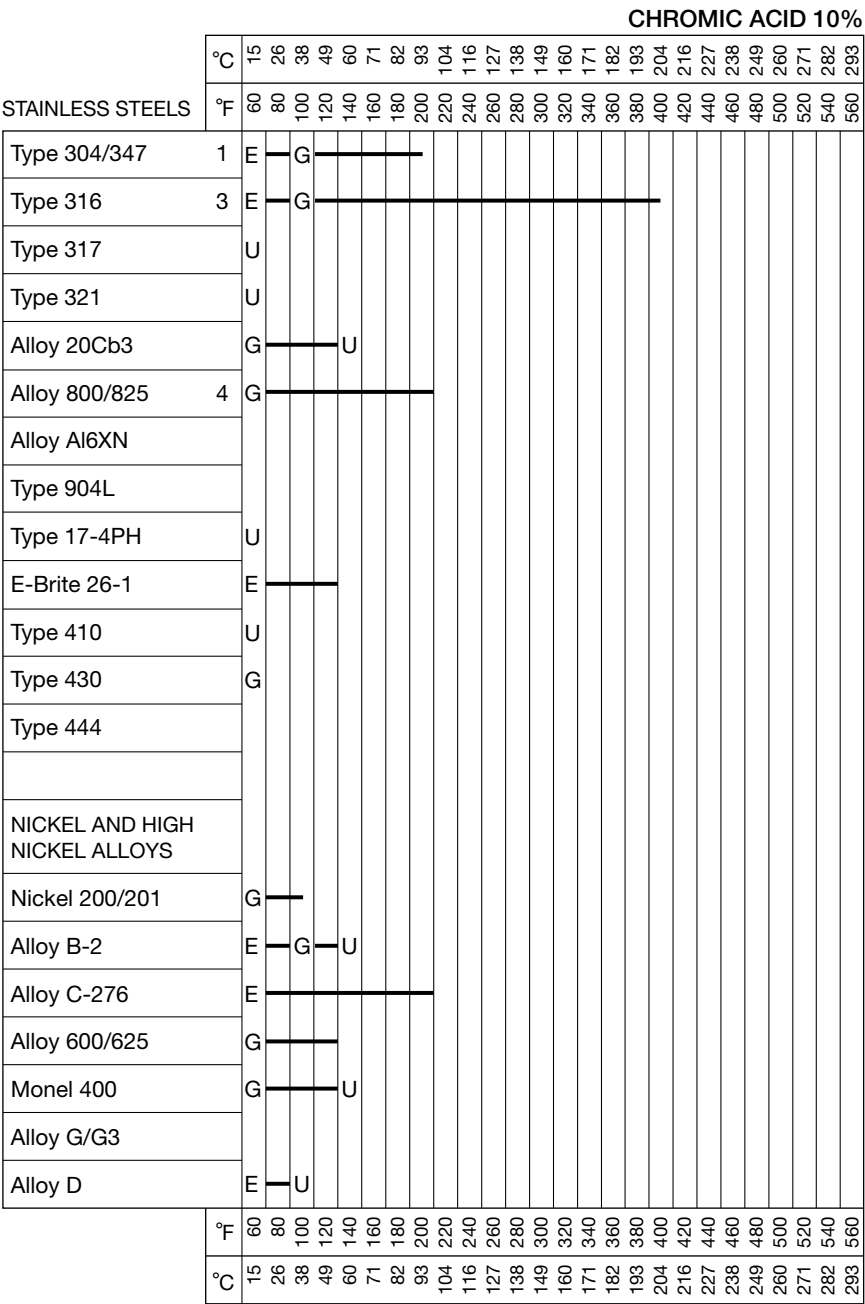 CHROMIC ACID 10%
°C 15 26 38 49 60 71 82 93 104 116 127 138 149 160 171 182 193 204 216 227 238 249 260 271 282 293
STAINLESS STEELS °F 60 80 100 120 140 160 180 200 220 240 260 280 300 320 340 360 380 400 420 440 460 480 500 520 540 560
Type 304/347 1 E G
Type 316 3 E G
Type 317 U
Type 321 U
Alloy 20Cb3 G U
Alloy 800/825 4 G
Alloy Al6XN
Type 904L
Type 17-4PH U
E-Brite 26-1 E
Type 410 U
Type 430 G
Type 444
NICKEL AND HIGH
NICKEL ALLOYS
Nickel 200/201 G
Alloy B-2 E G U
Alloy C-276 E
Alloy 600/625 G
Monel 400 G U
Alloy G/G3
Alloy D E U
°F 60 80 100 120 140 160 180 200 220 240 260 280 300 320 340 360 380 400 420 440 460 480 500 520 540 560
°C 15 26 38 49 60 71 82 93 104 116 127 138 149 160 171 182 193 204 216 227 238 249 260 271 282 293